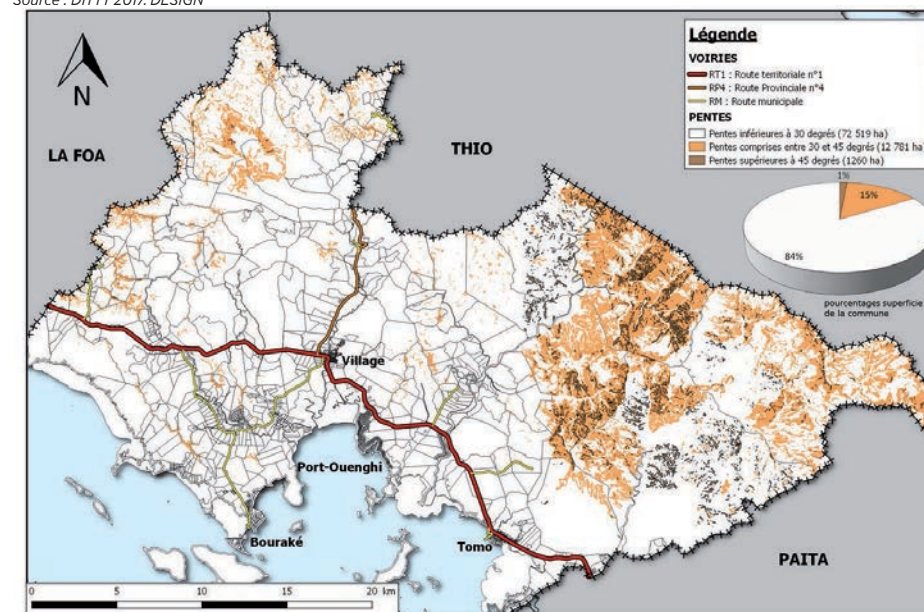 Source : DITTT 2017. DESIGN
Légende
VOIRIES
RT1 : Route territoriale n°1
RP4 : Route Provinciale n°4
RM : Route municipale
PENTES
Pentes inférieures à 30 degrés (72 519 ha)
Pentes comprises entre 30 et 45 degrés (12 781 ha)
Pentes supérieures à 45 degrés (1260 ha)
1%
15%
84%
pourcentages superficie
de la commune
N
LA FOA
THIO
Village
Port-Ouenghi
Bouraké
Tomo
PAITA
0 5 10 15 20 km